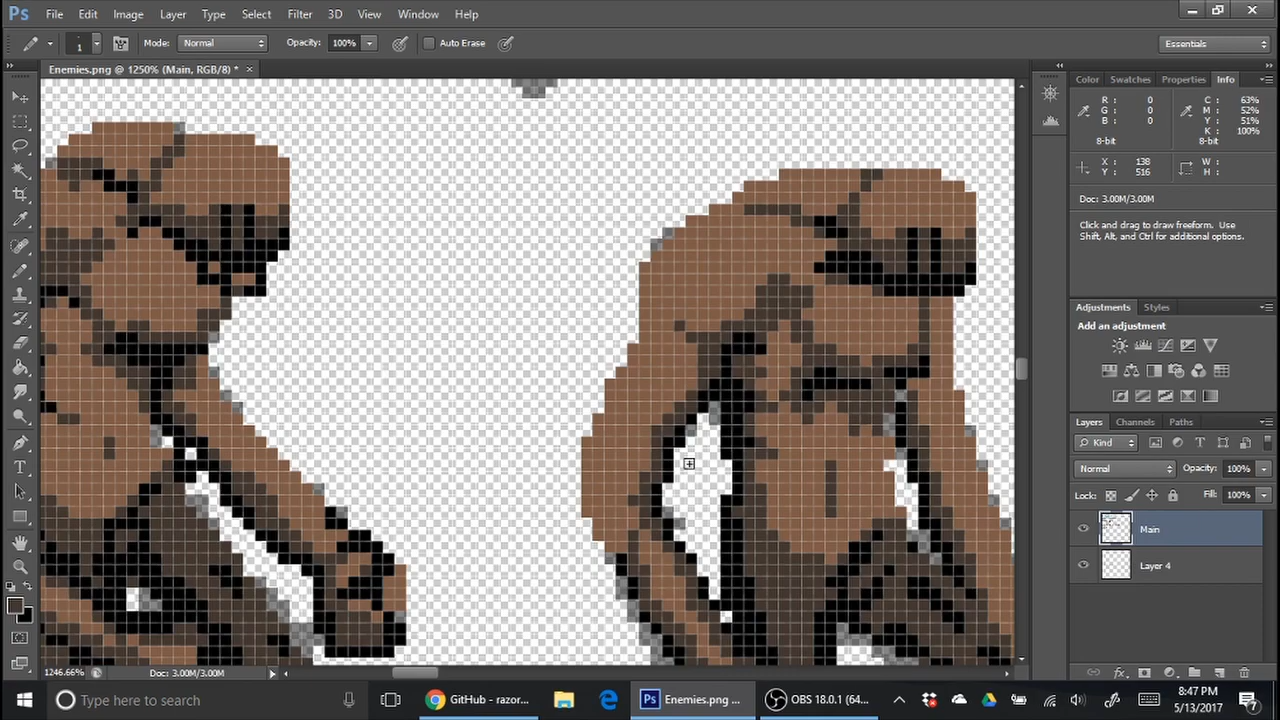 Ps File Edit Image Layer Type Select Filter 3D View Window Help
1 Mode: Normal Opacity: 100% Auto Erase Essentials
Enemies.png @ 1250% (Main, RGB/8) * ×
Color Swatches Properties Info
R: 0 C: 63%
G: 0 M: 52%
B: 0 Y: 51%
K: 100%
8-bit 8-bit
X: 138 W:
Y: 516 H:
Doc: 3.00M/3.00M
Click and drag to draw freeform. Use
Shift, Alt, and Ctrl for additional options.
Adjustments Styles
Add an adjustment
Layers Channels Paths
Kind
Normal Opacity: 100%
Lock: Fill: 100%
Main
Layer 4
1246.66% Doc: 3.00M/3.00M
Type here to search
GitHub - razor...
Ps Enemies.png ...
OBS 18.0.1 (64...
8:47 PM
5/13/2017
7